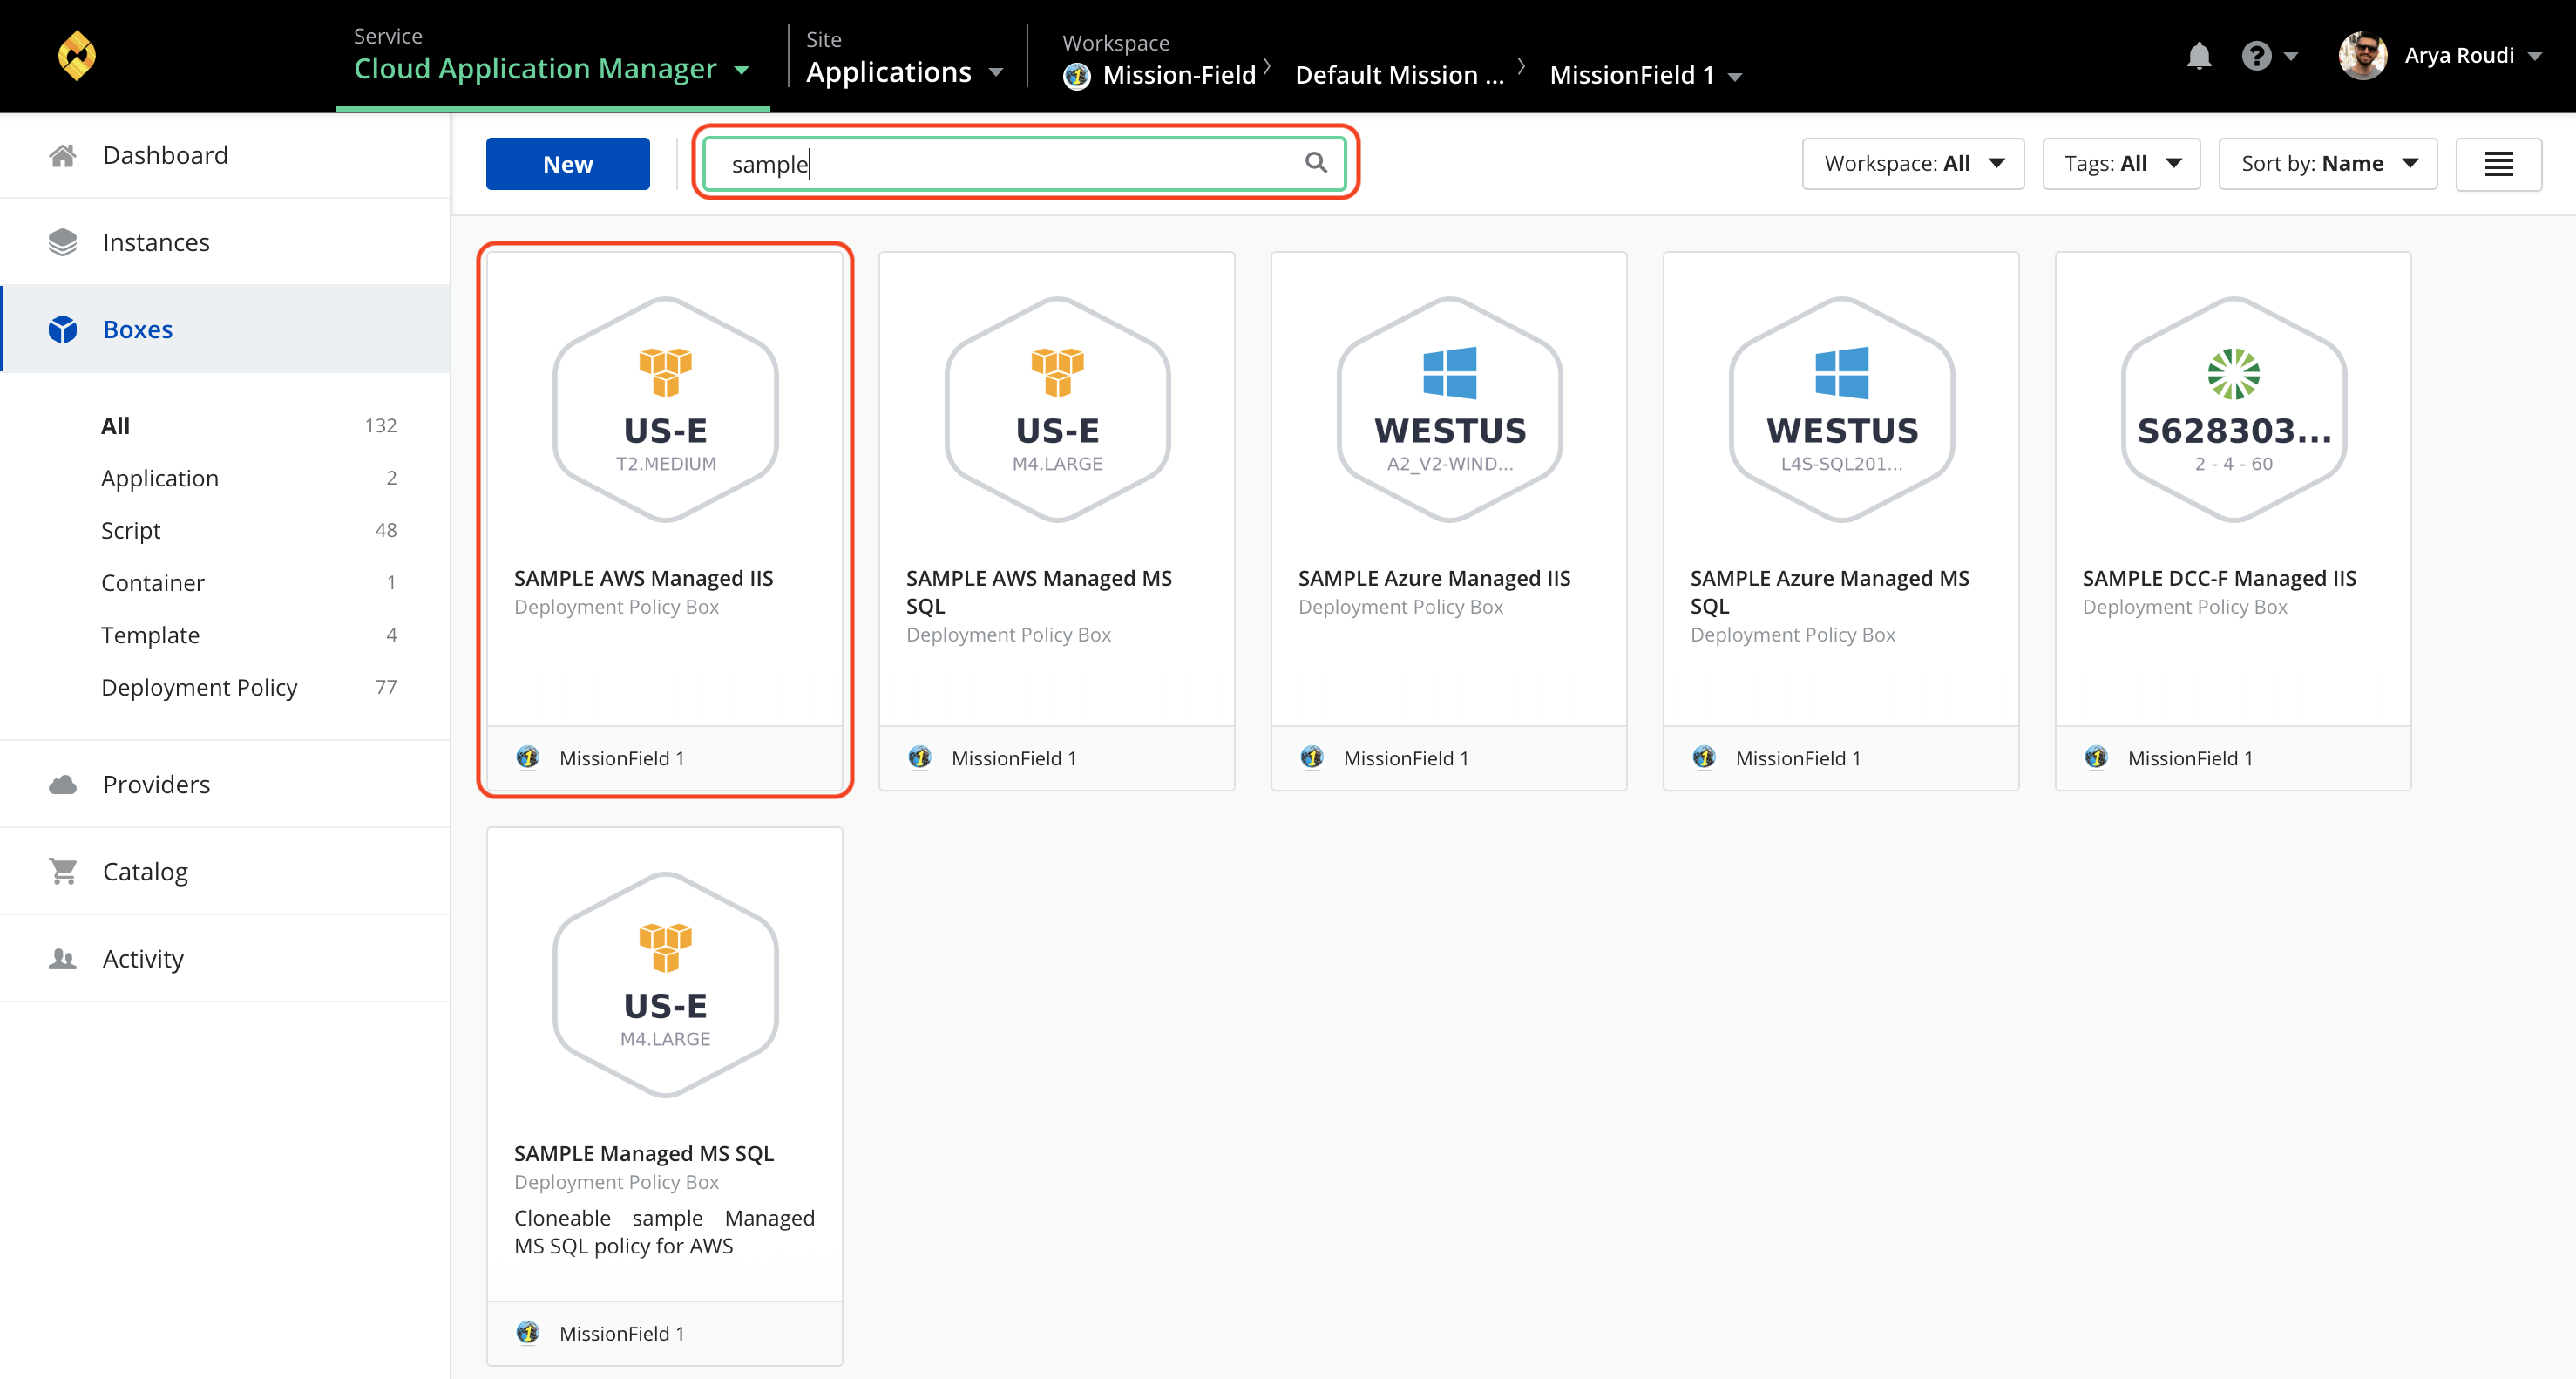 Service
Cloud Application Manager
Site
Applications
Workspace
Mission-Field
Default Mission ...
MissionField 1
Arya Roudi
Dashboard
Instances
Boxes
All 132
Application 2
Script 48
Container 1
Template 4
Deployment Policy 77
Providers
Catalog
Activity
New
sample
Workspace: All
Tags: All
Sort by: Name
US-E
T2.MEDIUM
SAMPLE AWS Managed IIS
Deployment Policy Box
MissionField 1
US-E
M4.LARGE
SAMPLE AWS Managed MS
SQL
Deployment Policy Box
MissionField 1
WESTUS
A2_V2-WIND...
SAMPLE Azure Managed IIS
Deployment Policy Box
MissionField 1
WESTUS
L4S-SQL201...
SAMPLE Azure Managed MS
SQL
Deployment Policy Box
MissionField 1
S628303...
2 - 4 - 60
SAMPLE DCC-F Managed IIS
Deployment Policy Box
MissionField 1
US-E
M4.LARGE
SAMPLE Managed MS SQL
Deployment Policy Box
Cloneable sample Managed
MS SQL policy for AWS
MissionField 1